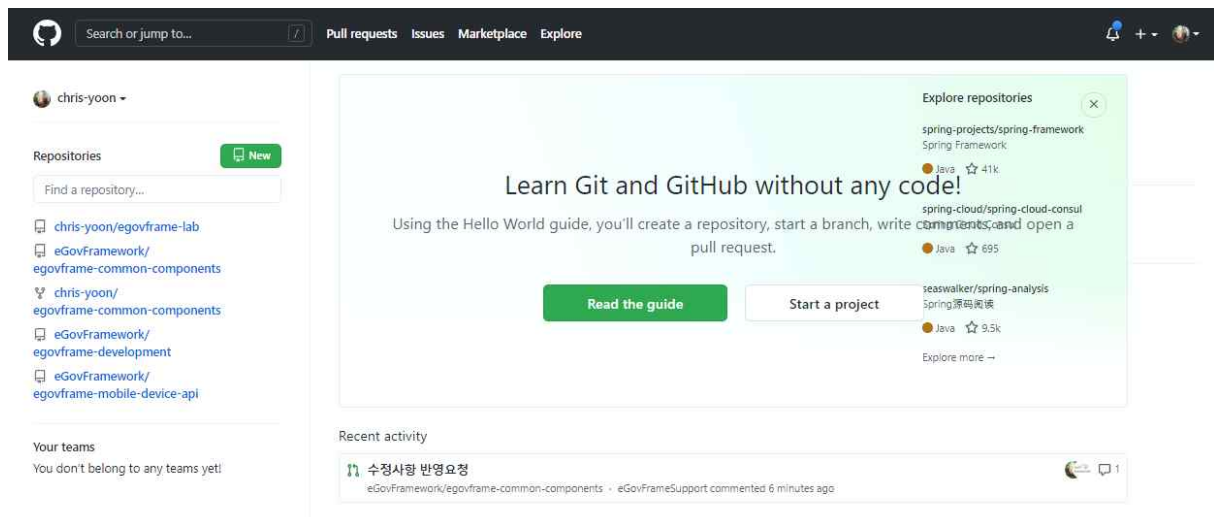 Search or jump to...
/
Pull requests Issues Marketplace Explore
chris-yoon
Repositories
New
Find a repository...
chris-yoon/egovframe-lab
eGovFramework/
egovframe-common-components
chris-yoon/
egovframe-common-components
eGovFramework/
egovframe-development
eGovFramework/
egovframe-mobile-device-api
Your teams
You don't belong to any teams yet!
Learn Git and GitHub without any code!
Using the Hello World guide, you'll create a repository, start a branch, write comments, and open a
pull request.
Read the guide
Start a project
Explore repositories
spring-projects/spring-framework
Spring Framework
Java 41k
spring-cloud/spring-cloud-consul
Spring Cloud Consul
Java 695
seaswalker/spring-analysis
Spring源码阅读
Java 9.5k
Explore more →
Recent activity
수정사항 반영요청
1
eGovFramework/egovframe-common-components · eGovFrameSupport commented 6 minutes ago